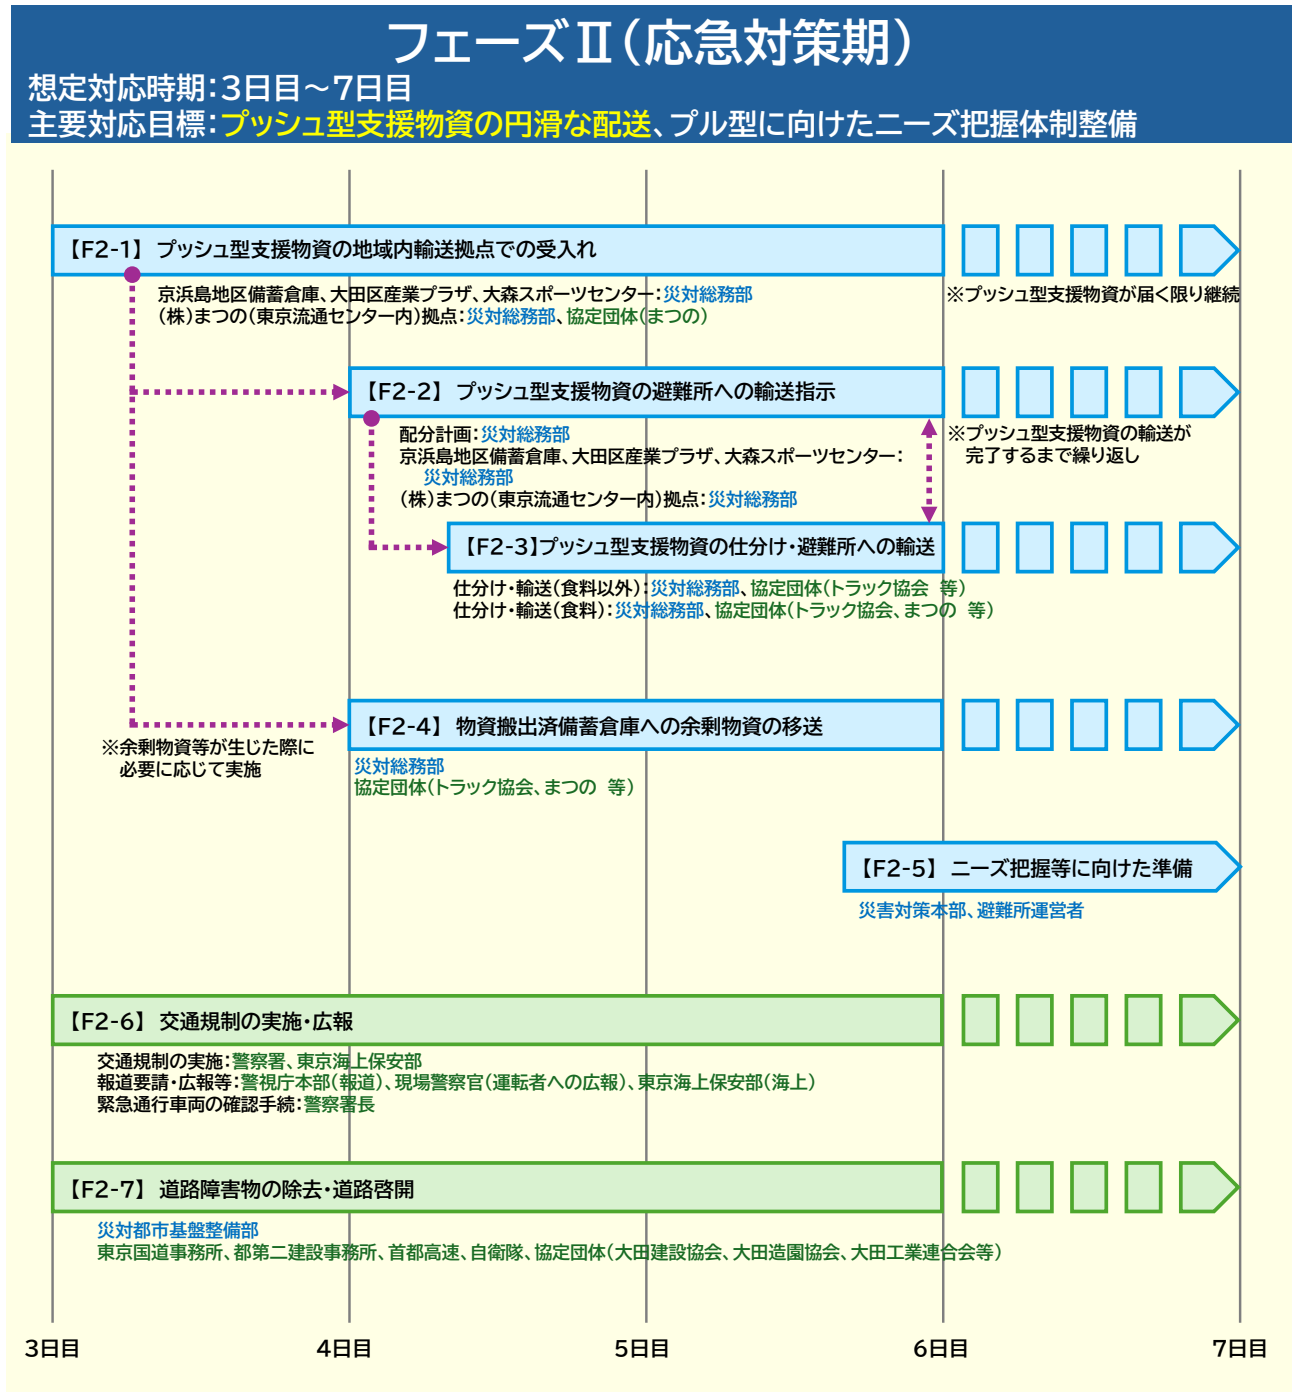 フェーズⅡ（応急対策期）
想定対応時期：3日目～7日目
主要対応目標：プッシュ型支援物資の円滑な配送、プル型に向けたニーズ把握体制整備
【F2-1】 プッシュ型支援物資の地域内輸送拠点での受入れ
京浜島地区備蓄倉庫、大田区産業プラザ、大森スポーツセンター：災対総務部
（株）まつの（東京流通センター内）拠点：災対総務部、協定団体（まつの）
※プッシュ型支援物資が届く限り継続
【F2-2】 プッシュ型支援物資の避難所への輸送指示
配分計画：災対総務部
京浜島地区備蓄倉庫、大田区産業プラザ、大森スポーツセンター：
災対総務部
（株）まつの（東京流通センター内）拠点：災対総務部
※プッシュ型支援物資の輸送が
完了するまで繰り返し
【F2-3】プッシュ型支援物資の仕分け・避難所への輸送
仕分け・輸送（食料以外）：災対総務部、協定団体（トラック協会 等）
仕分け・輸送（食料）：災対総務部、協定団体（トラック協会、まつの 等）
【F2-4】 物資搬出済備蓄倉庫への余剰物資の移送
※余剰物資等が生じた際に
必要に応じて実施
災対総務部
協定団体（トラック協会、まつの 等）
【F2-5】 ニーズ把握等に向けた準備
災害対策本部、避難所運営者
【F2-6】 交通規制の実施・広報
交通規制の実施：警察署、東京海上保安部
報道要請・広報等：警視庁本部（報道）、現場警察官（運転者への広報）、東京海上保安部（海上）
緊急通行車両の確認手続：警察署長
【F2-7】 道路障害物の除去・道路啓開
災対都市基盤整備部
東京国道事務所、都第二建設事務所、首都高速、自衛隊、協定団体（大田建設協会、大田造園協会、大田工業連合会等）
3日目 4日目 5日目 6日目 7日目